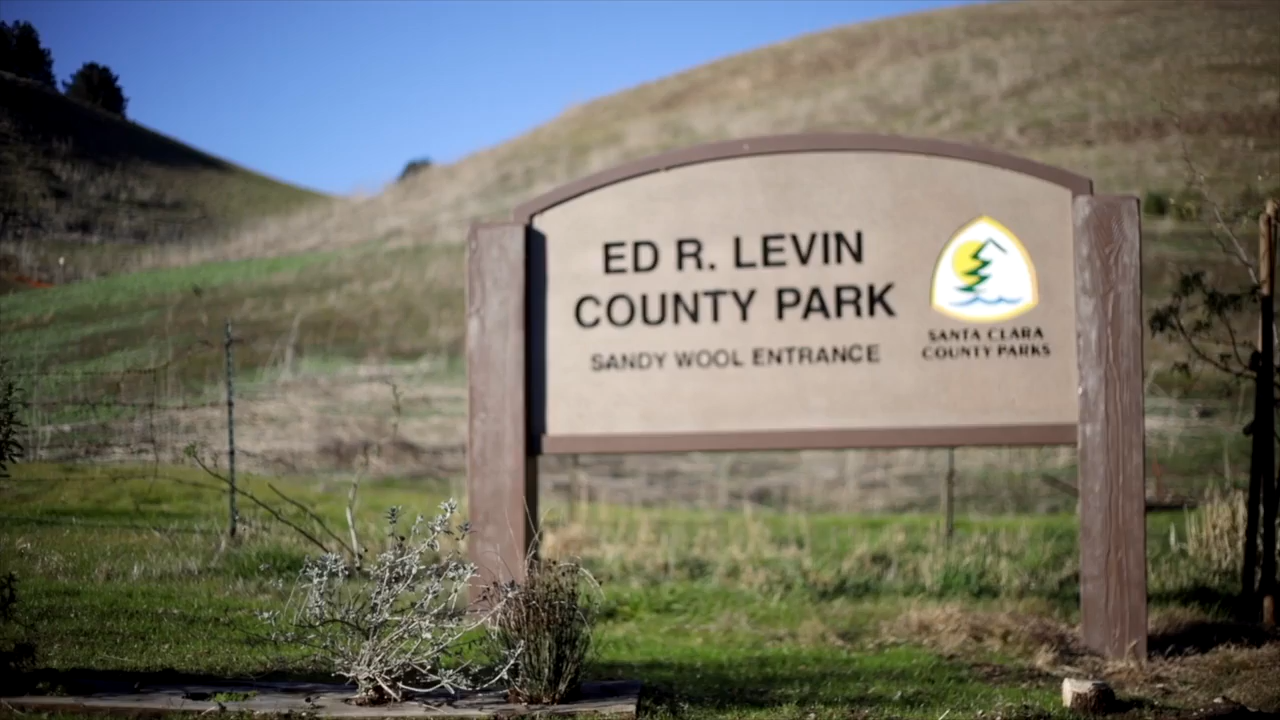 ED R. LEVIN
COUNTY PARK
SANDY WOOL ENTRANCE
SANTA CLARA
COUNTY PARKS